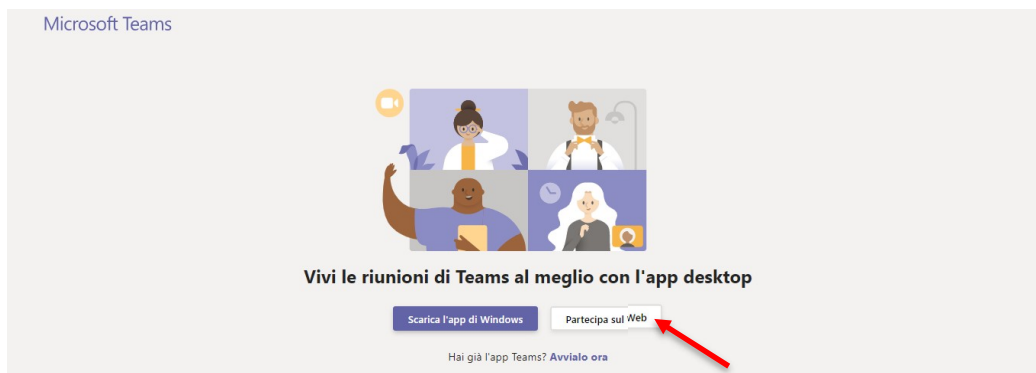 Microsoft Teams
Vivi le riunioni di Teams al meglio con l'app desktop
Scarica l'app di Windows
Partecipa sul Web
Hai già l'app Teams? Avvialo ora